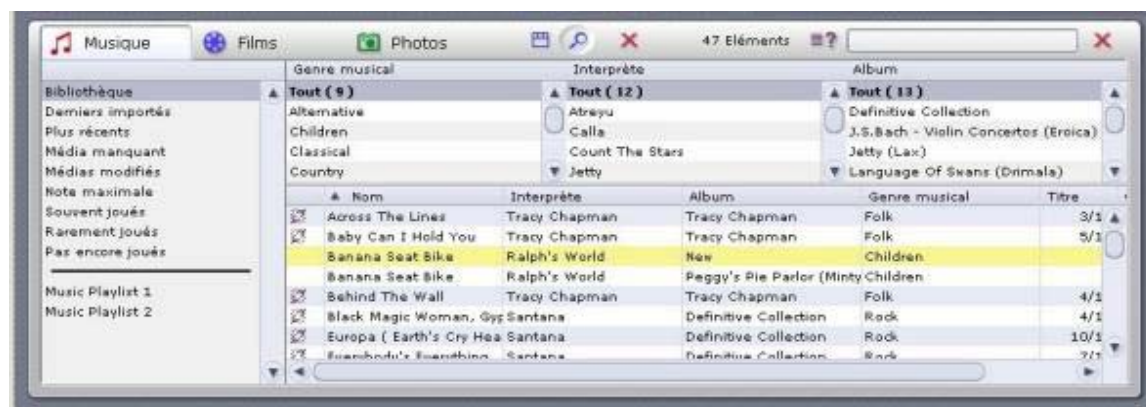 Musique Films Photos 47 Eléments ?
Genre musical Interprète Album
Bibliothèque
Derniers importés
Plus récents
Média manquant
Médias modifiés
Note maximale
Souvent joués
Rarement joués
Pas encore joués
Music Playlist 1
Music Playlist 2
Tout ( 9 )
Alternative
Children
Classical
Country
Tout ( 12 )
Atreyu
Calla
Count The Stars
Jetty
Tout ( 13 )
Definitive Collection
J.S.Bach - Violin Concertos (Eroica)
Jetty (Lax)
Language Of Swans (Drimala)
Nom Interprète Album Genre musical Titre
Across The Lines Tracy Chapman Tracy Chapman Folk 3/1
Baby Can I Hold You Tracy Chapman Tracy Chapman Folk 5/1
Banana Seat Bike Ralph's World New Children
Banana Seat Bike Ralph's World Peggy's Pie Parlor (Minty Children
Behind The Wall Tracy Chapman Tracy Chapman Folk 4/1
Black Magic Woman, Gyp Santana Definitive Collection Rock 4/1
Europa ( Earth's Cry Hea Santana Definitive Collection Rock 10/1
Everybody's Everything Santana Definitive Collection Rock